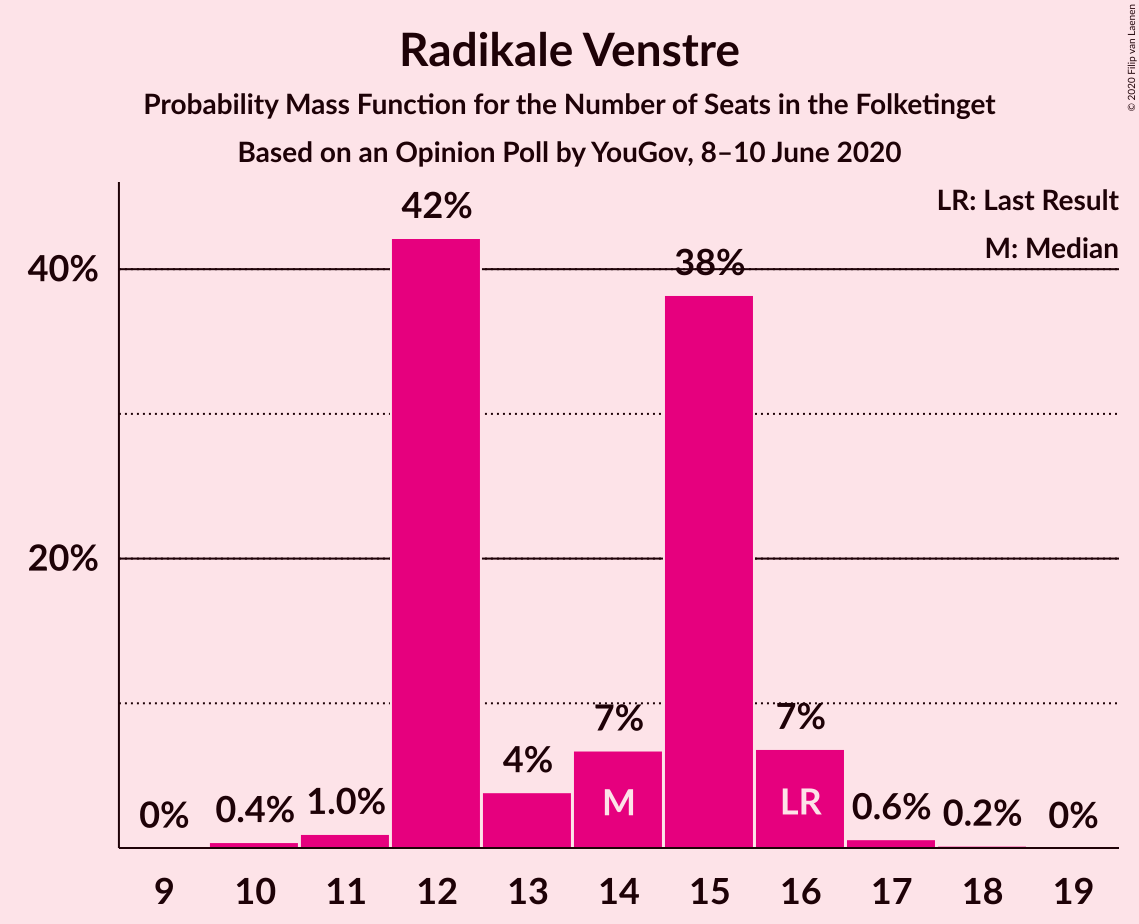 Radikale Venstre
Probability Mass Function for the Number of Seats in the Folketinget
Based on an Opinion Poll by YouGov, 8–10 June 2020
© 2020 Filip van Laenen
LR: Last Result
M: Median
40%
20%
0%
0.4%
1.0%
42%
4%
7%
38%
7%
0.6%
0.2%
0%
M
LR
9 10 11 12 13 14 15 16 17 18 19